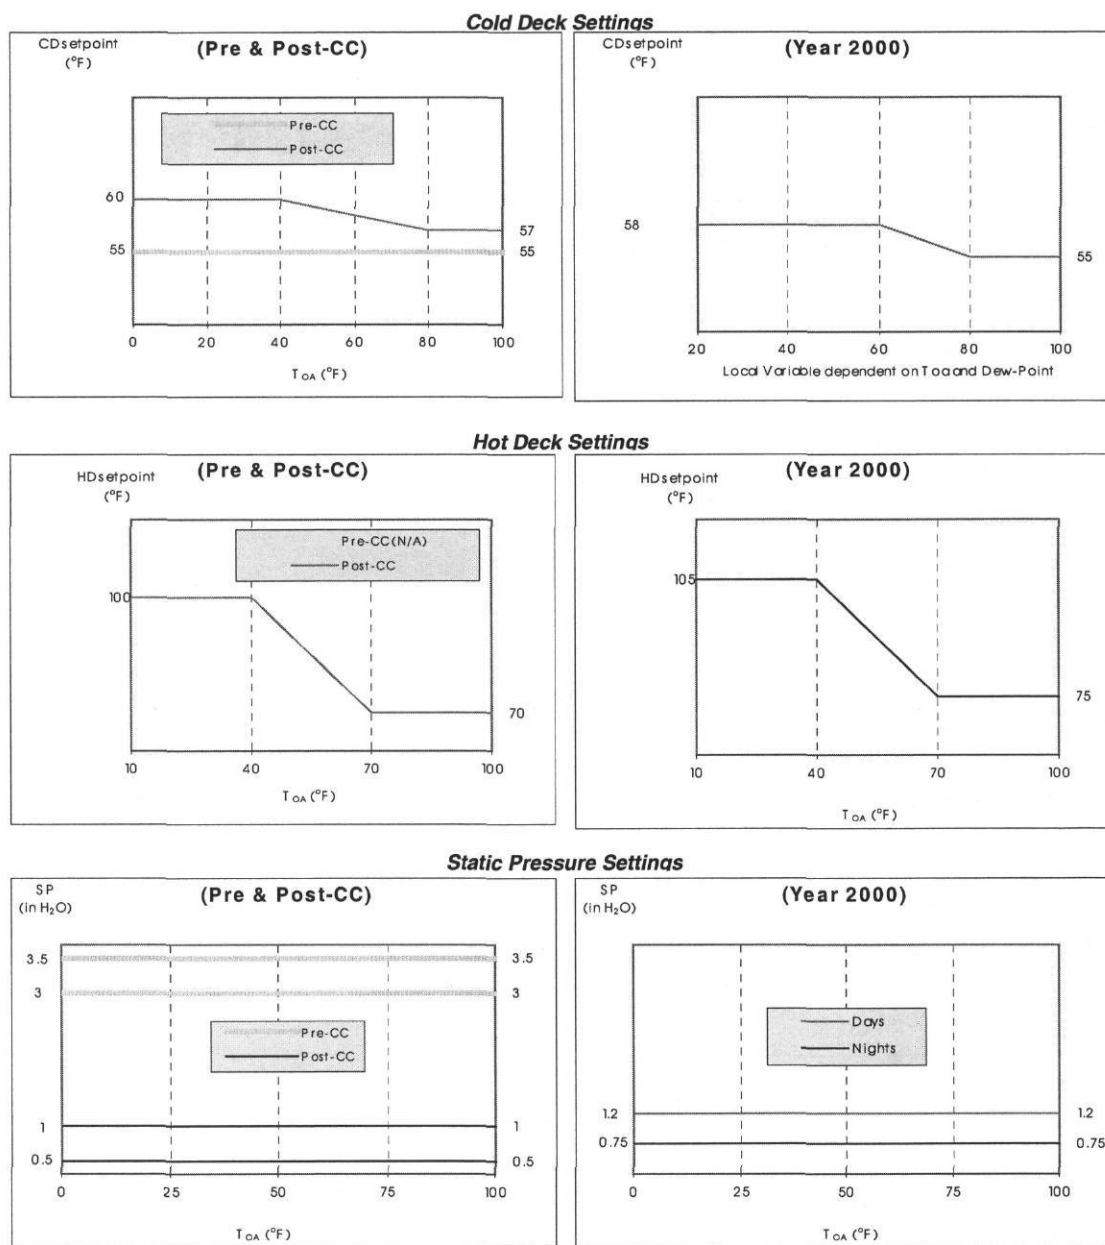 Cold Deck Settings
CDsetpoint
(°F)
(Pre & Post-CC)
Pre-CC
Post-CC
60
55
57
55
0 20 40 60 80 100
T OA (°F)
CDsetpoint
(°F)
(Year 2000)
58
55
20 40 60 80 100
Local Variable dependent on Toa and Dew-Point
Hot Deck Settings
HDsetpoint
(°F)
(Pre & Post-CC)
Pre-CC(N/A)
Post-CC
100
70
10 40 70 100
T OA (°F)
HDsetpoint
(°F)
(Year 2000)
105
75
10 40 70 100
T OA (°F)
Static Pressure Settings
SP
(in H₂O)
(Pre & Post-CC)
3.5 3.5
3 3
Pre-CC
Post-CC
1 1
0.5 0.5
0 25 50 75 100
T OA (°F)
SP
(in H₂O)
(Year 2000)
Days
Nights
1.2 1.2
0.75 0.75
0 25 50 75 100
T OA (°F)